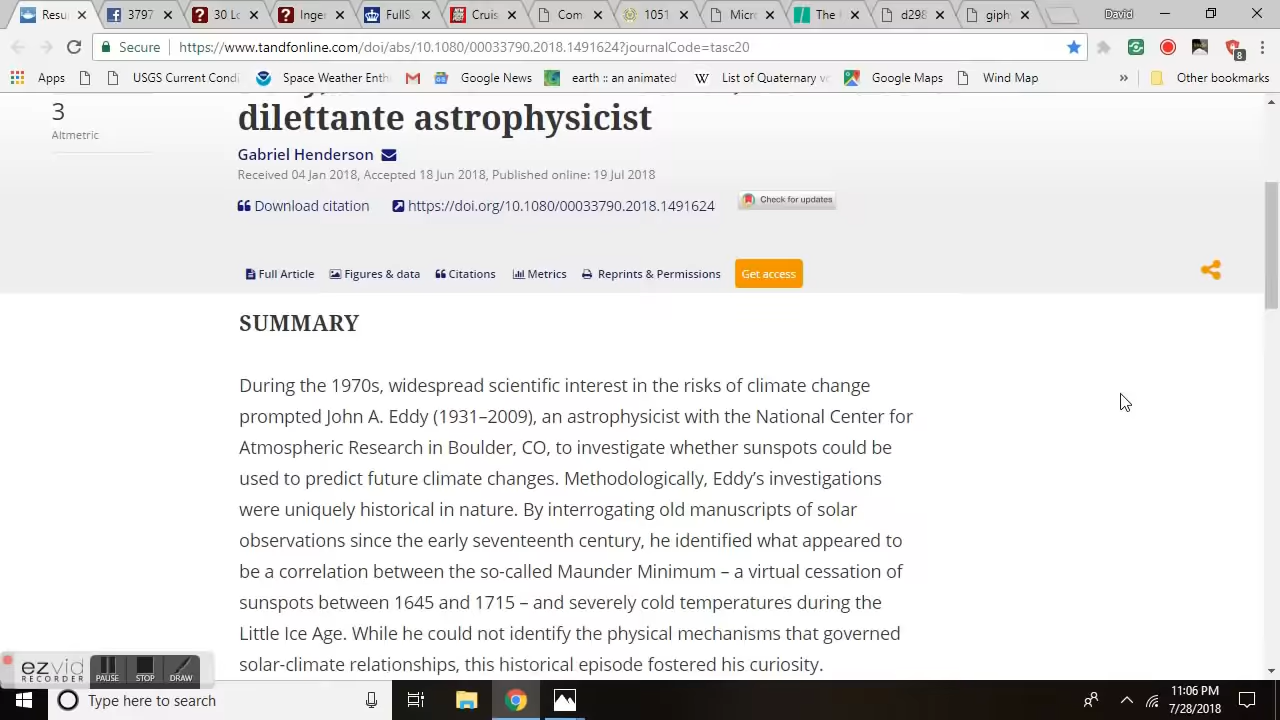 Resu
3797
30 Lo
Inger
FullS
Cruis
Com
1051
Micro
The
d298
giph
David
Secure
https://www.tandfonline.com/doi/abs/10.1080/00033790.2018.1491624?journalCode=tasc20
8
Apps
USGS Current Condi
Space Weather Enth
Google News
earth :: an animated
List of Quaternary vo
Google Maps
Wind Map
»
Other bookmarks
3
Altmetric
dilettante astrophysicist
Gabriel Henderson
Received 04 Jan 2018, Accepted 18 Jun 2018, Published online: 19 Jul 2018
Download citation
https://doi.org/10.1080/00033790.2018.1491624
Check for updates
Full Article
Figures & data
Citations
Metrics
Reprints & Permissions
Get access
SUMMARY
During the 1970s, widespread scientific interest in the risks of climate change
prompted John A. Eddy (1931–2009), an astrophysicist with the National Center for
Atmospheric Research in Boulder, CO, to investigate whether sunspots could be
used to predict future climate changes. Methodologically, Eddy’s investigations
were uniquely historical in nature. By interrogating old manuscripts of solar
observations since the early seventeenth century, he identified what appeared to
be a correlation between the so-called Maunder Minimum – a virtual cessation of
sunspots between 1645 and 1715 – and severely cold temperatures during the
Little Ice Age. While he could not identify the physical mechanisms that governed
solar-climate relationships, this historical episode fostered his curiosity.
ezvid
RECORDER
PAUSE
STOP
DRAW
Type here to search
11:06 PM
7/28/2018